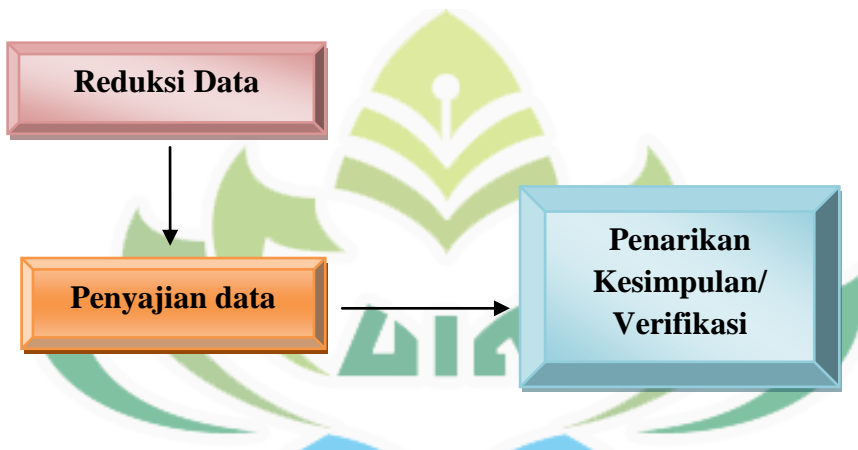 Reduksi Data
Penyajian data
Penarikan
Kesimpulan/
Verifikasi